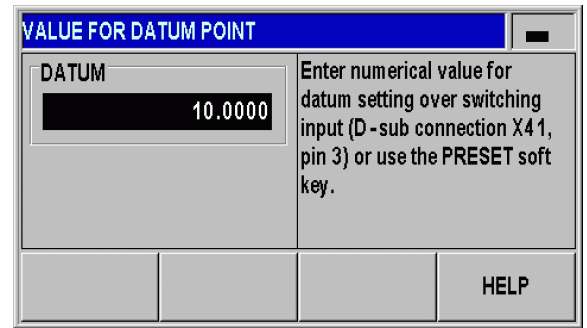 VALUE FOR DATUM POINT
DATUM
10.0000
Enter numerical
value for
datum setting over switching
input (D-sub connection X41,
pin 3) or use the PRESET soft
key.
HELP